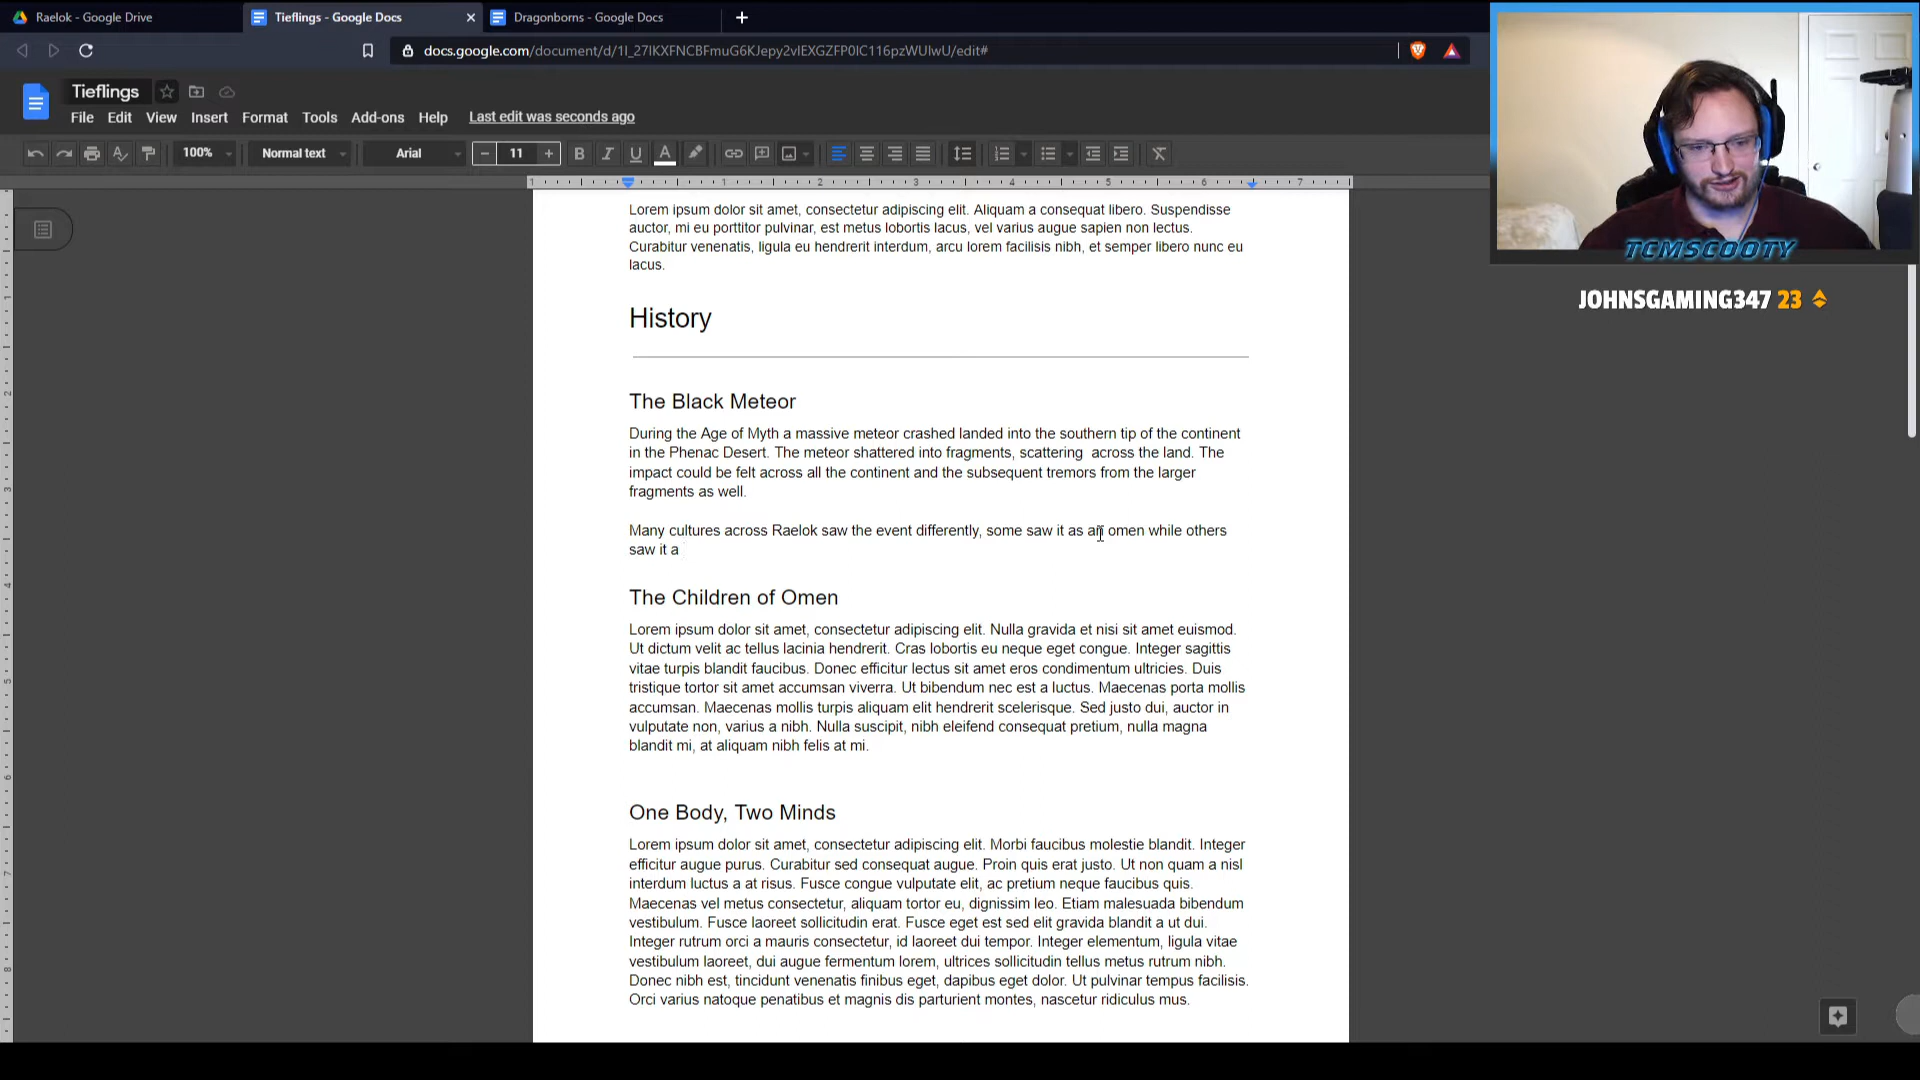 Raelok - Google Drive
Tieflings - Google Docs
Dragonborns - Google Docs
Tieflings
File Edit View Insert Format Tools Add-ons Help Last edit was seconds ago
100% Normal text Arial 11
Lorem ipsum dolor sit amet, consectetur adipiscing elit. Aliquam a consequat libero. Suspendisse
auctor, mi eu porttitor pulvinar, est metus lobortis lacus, vel varius augue sapien non lectus.
Curabitur venenatis, ligula eu hendrerit interdum, arcu lorem facilisis nibh, et semper libero nunc eu
lacus.
History
The Black Meteor
During the Age of Myth a massive meteor crashed landed into the southern tip of the continent
in the Phenac Desert. The meteor shattered into fragments, scattering  across the land. The
impact could be felt across all the continent and the subsequent tremors from the larger
fragments as well.
Many cultures across Raelok saw the event differently, some saw it as an omen while others
saw it a
The Children of Omen
Lorem ipsum dolor sit amet, consectetur adipiscing elit. Nulla gravida et nisi sit amet euismod.
Ut dictum velit ac tellus lacinia hendrerit. Cras lobortis eu neque eget congue. Integer sagittis
vitae turpis blandit faucibus. Donec efficitur lectus sit amet eros condimentum ultricies. Duis
tristique tortor sit amet accumsan viverra. Ut bibendum nec est a luctus. Maecenas porta mollis
accumsan. Maecenas mollis turpis aliquam elit hendrerit scelerisque. Sed justo dui, auctor in
vulputate non, varius a nibh. Nulla suscipit, nibh eleifend consequat pretium, nulla magna
blandit mi, at aliquam nibh felis at mi.
One Body, Two Minds
Lorem ipsum dolor sit amet, consectetur adipiscing elit. Morbi faucibus molestie blandit. Integer
efficitur augue purus. Curabitur sed consequat augue. Proin quis erat justo. Ut non quam a nisl
interdum luctus a at risus. Fusce congue vulputate elit, ac pretium neque faucibus quis.
Maecenas vel metus consectetur, aliquam tortor eu, dignissim leo. Etiam malesuada bibendum
vestibulum. Fusce laoreet sollicitudin erat. Fusce eget est sed elit gravida blandit a ut dui.
Integer rutrum orci a mauris consectetur, id laoreet dui tempor. Integer elementum, ligula vitae
vestibulum laoreet, dui augue fermentum lorem, ultrices sollicitudin tellus metus rutrum nibh.
Donec nibh est, tincidunt venenatis finibus eget, dapibus eget dolor. Ut pulvinar tempus facilisis.
Orci varius natoque penatibus et magnis dis parturient montes, nascetur ridiculus mus.
TCMSCOOTY
JOHNSGAMING347 23